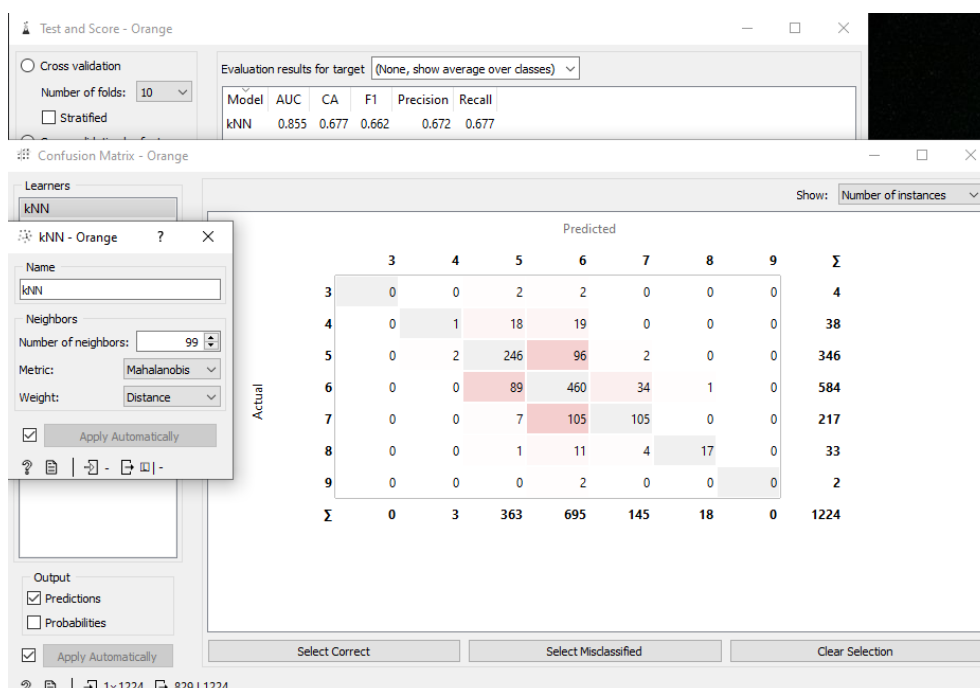 Test and Score - Orange
Cross validation
Number of folds: 10
Stratified
Evaluation results for target (None, show average over classes)
Model AUC CA F1 Precision Recall
kNN 0.855 0.677 0.662 0.672 0.677
Confusion Matrix - Orange
Learners
kNN
Show: Number of instances
kNN - Orange ?
Name
kNN
Neighbors
Number of neighbors: 99
Metric: Mahalanobis
Weight: Distance
Apply Automatically
Predicted
3 4 5 6 7 8 9 Σ
Actual
3 0 0 2 2 0 0 0 4
4 0 1 18 19 0 0 0 38
5 0 2 246 96 2 0 0 346
6 0 0 89 460 34 1 0 584
7 0 0 7 105 105 0 0 217
8 0 0 1 11 4 17 0 33
9 0 0 0 2 0 0 0 2
Σ 0 3 363 695 145 18 0 1224
Output
Predictions
Probabilities
Apply Automatically
Select Correct
Select Misclassified
Clear Selection
1×1224 829 | 1224